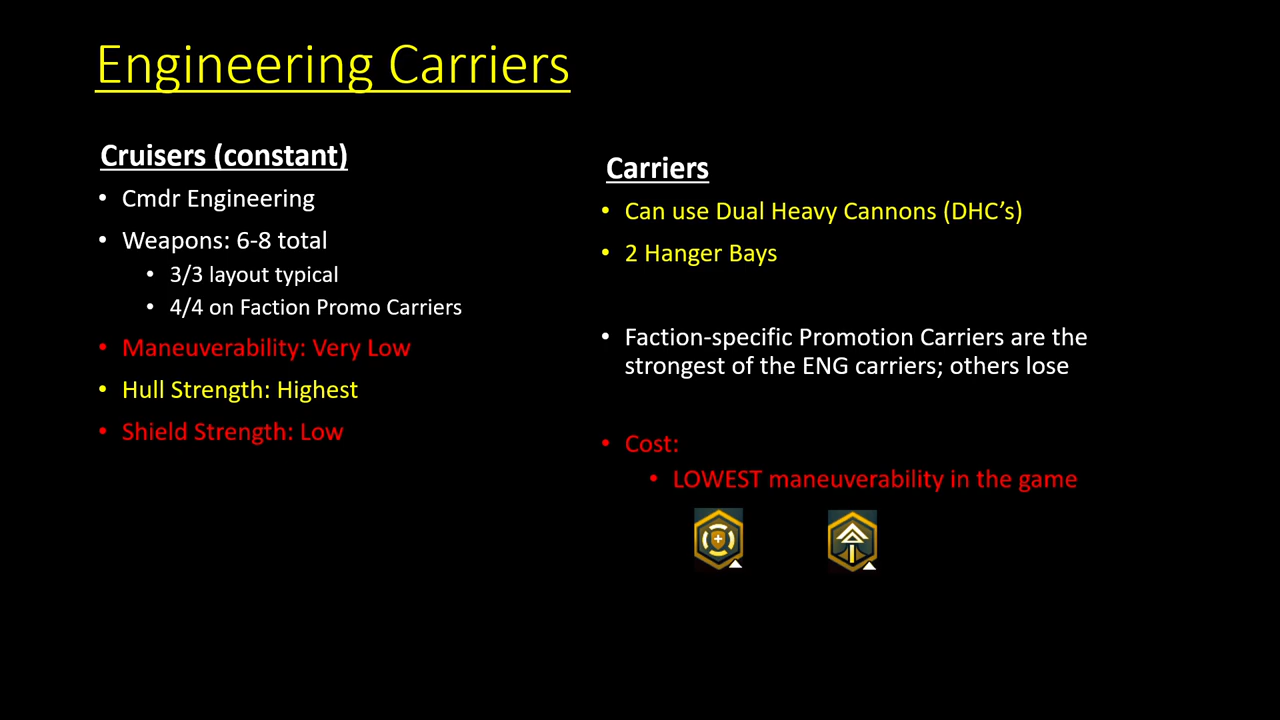 Engineering Carriers
Cruisers (constant)
• Cmdr Engineering
• Weapons: 6-8 total
• 3/3 layout typical
• 4/4 on Faction Promo Carriers
• Maneuverability: Very Low
• Hull Strength: Highest
• Shield Strength: Low
Carriers
• Can use Dual Heavy Cannons (DHC’s)
• 2 Hanger Bays
• Faction-specific Promotion Carriers are the
strongest of the ENG carriers; others lose
• Cost:
• LOWEST maneuverability in the game